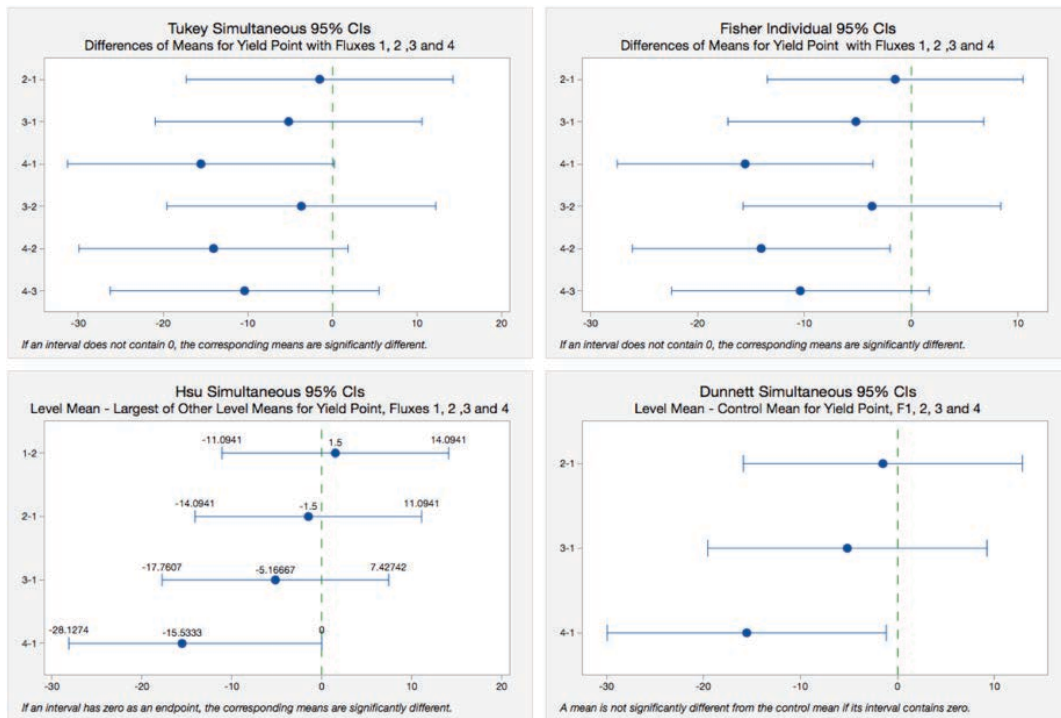 Tukey Simultaneous 95% CIs
Differences of Means for Yield Point with Fluxes 1, 2 ,3 and 4
2-1
3-1
4-1
3-2
4-2
4-3
-30 -20 -10 0 10 20
If an interval does not contain 0, the corresponding means are significantly different.
Fisher Individual 95% CIs
Differences of Means for Yield Point with Fluxes 1, 2 ,3 and 4
2-1
3-1
4-1
3-2
4-2
4-3
-30 -20 -10 0 10
If an interval does not contain 0, the corresponding means are significantly different.
Hsu Simultaneous 95% CIs
Level Mean - Largest of Other Level Means for Yield Point, Fluxes 1, 2 ,3 and 4
-11.0941 1.5 14.0941
1-2
-14.0941 -1.5 11.0941
2-1
-17.7607 -5.16667 7.42742
3-1
-28.1274 -15.5333 0
4-1
-30 -20 -10 0 10
If an interval has zero as an endpoint, the corresponding means are significantly different.
Dunnett Simultaneous 95% CIs
Level Mean - Control Mean for Yield Point, F1, 2, 3 and 4
2-1
3-1
4-1
-30 -20 -10 0 10
A mean is not significantly different from the control mean if its interval contains zero.